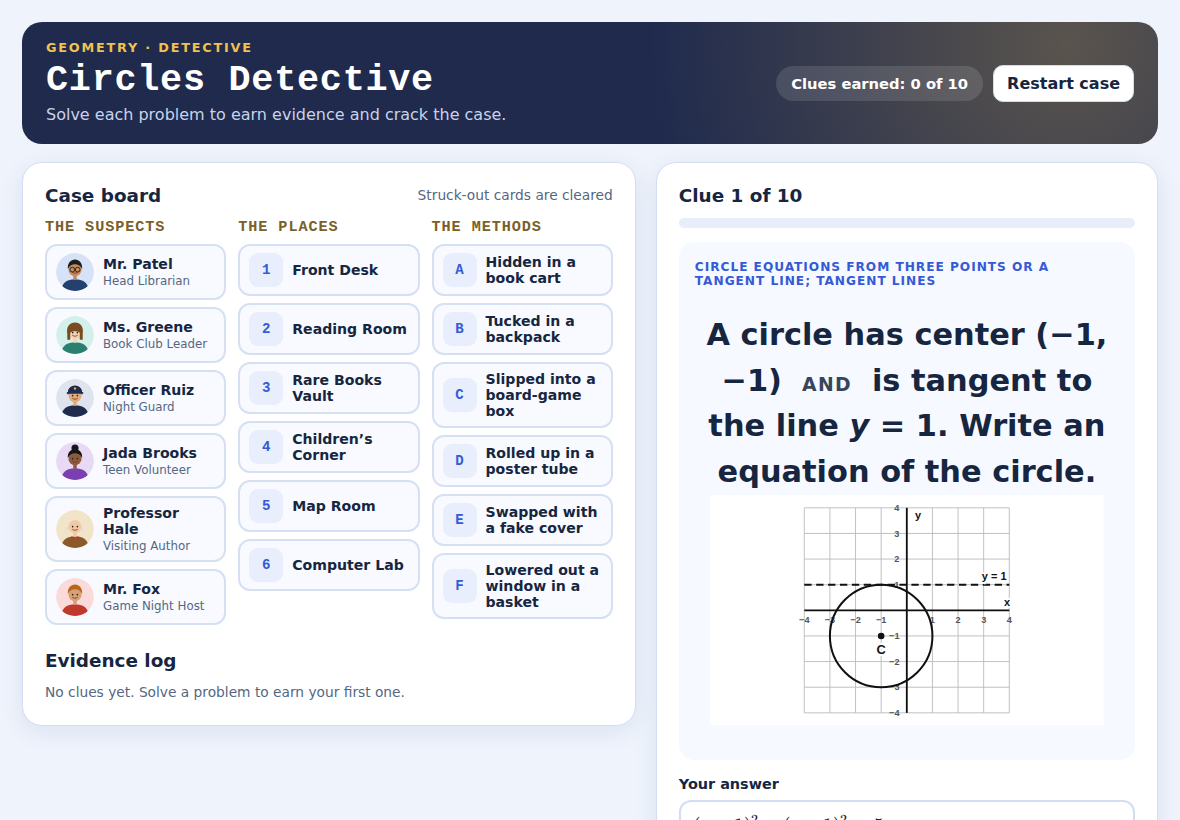 GEOMETRY · DETECTIVE
Circles Detective
Solve each problem to earn evidence and crack the case.
Clues earned: 0 of 10
Restart case
Case board
Struck-out cards are cleared
THE SUSPECTS
Mr. Patel
Head Librarian
Ms. Greene
Book Club Leader
Officer Ruiz
Night Guard
Jada Brooks
Teen Volunteer
Professor
Hale
Visiting Author
Mr. Fox
Game Night Host
THE PLACES
1 Front Desk
2 Reading Room
3 Rare Books
Vault
4 Children’s
Corner
5 Map Room
6 Computer Lab
THE METHODS
A Hidden in a
book cart
B Tucked in a
backpack
C Slipped into a
board-game
box
D Rolled up in a
poster tube
E Swapped with
a fake cover
F Lowered out a
window in a
basket
Evidence log
No clues yet. Solve a problem to earn your first one.
Clue 1 of 10
CIRCLE EQUATIONS FROM THREE POINTS OR A
TANGENT LINE; TANGENT LINES
A circle has center (−1,
−1) AND is tangent to
the line y = 1. Write an
equation of the circle.
4
y
3
2
y = 1
x
−4 −3 −2 −1 1 2 3 4
−1
C
−2
−3
−4
Your answer